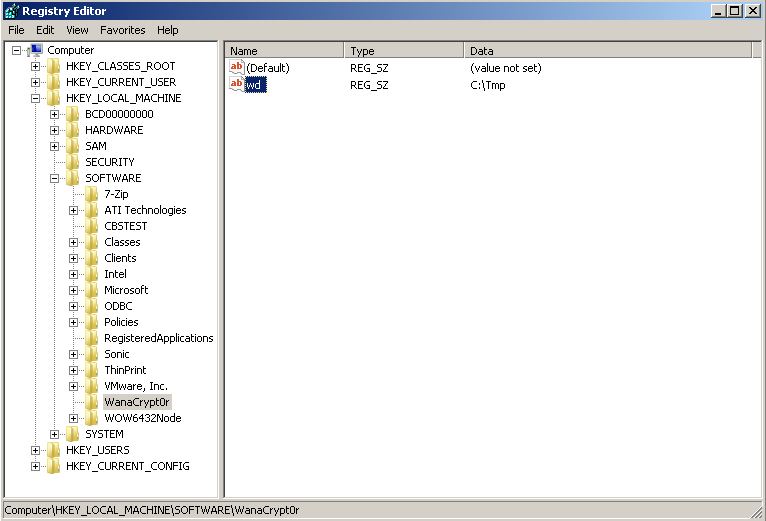 Registry Editor
File Edit View Favorites Help
Computer
HKEY_CLASSES_ROOT
HKEY_CURRENT_USER
HKEY_LOCAL_MACHINE
BCD00000000
HARDWARE
SAM
SECURITY
SOFTWARE
7-Zip
ATI Technologies
CBSTEST
Classes
Clients
Intel
Microsoft
ODBC
Policies
RegisteredApplications
Sonic
ThinPrint
VMware, Inc.
WanaCrypt0r
WOW6432Node
SYSTEM
HKEY_USERS
HKEY_CURRENT_CONFIG
Name Type Data
ab (Default) REG_SZ (value not set)
ab wd REG_SZ C:\Tmp
Computer\HKEY_LOCAL_MACHINE\SOFTWARE\WanaCrypt0r